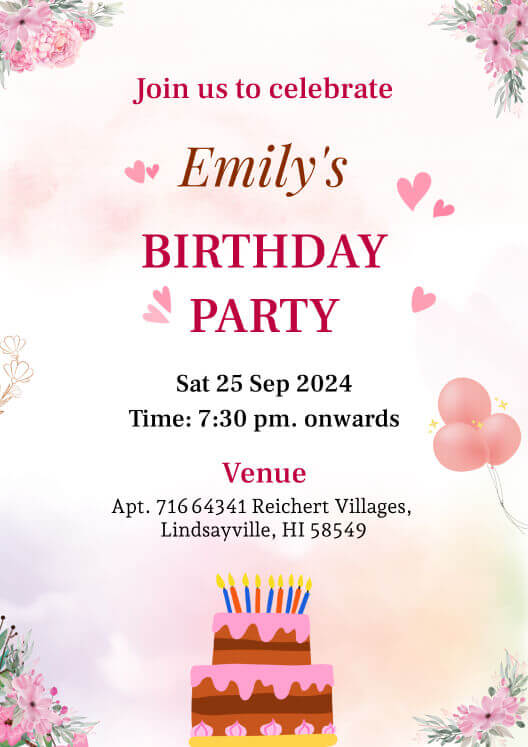 Join us to celebrate
Emily's
BIRTHDAY
PARTY
Sat 25 Sep 2024
Time: 7:30 pm. onwards
Venue
Apt. 716 64341 Reichert Villages,
Lindsayville, HI 58549